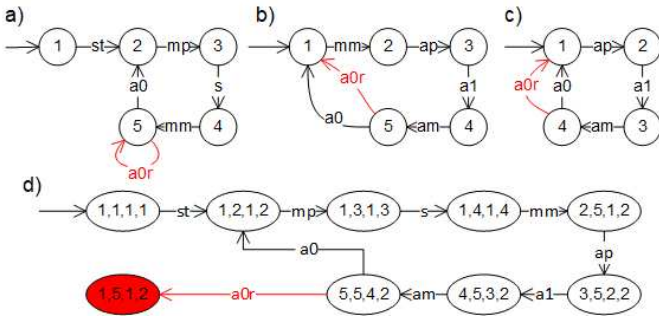 a) b) c)
1 st 2 mp 3 1 mm 2 ap 3 1 ap 2
a0 s a0r a1 a0r a0 a1
5 mm 4 a0 5 am 4 4 am 3
a0r
d)
1,1,1,1 st 1,2,1,2 mp 1,3,1,3 s 1,4,1,4 mm 2,5,1,2
a0 ap
1,5,1,2 a0r 5,5,4,2 am 4,5,3,2 a1 3,5,2,2